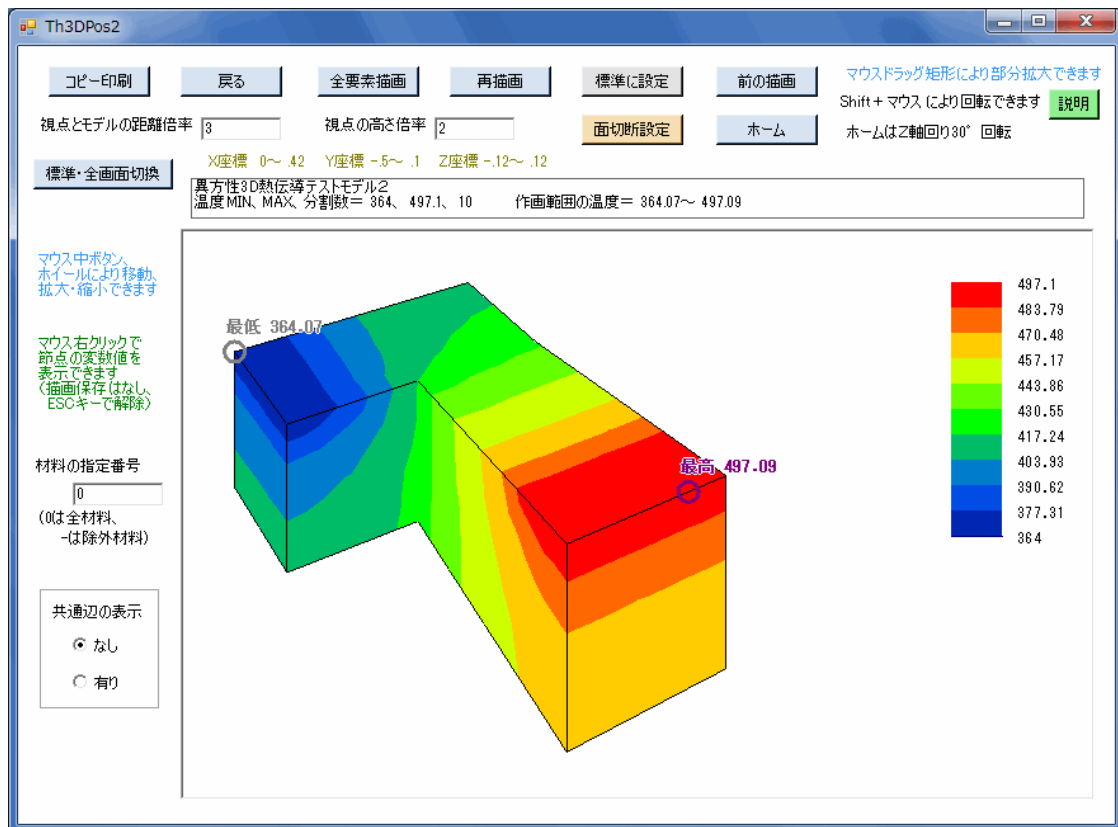 Th3DPos2
コピー印刷
戻る
全要素描画
再描画
標準に設定
前の描画
マウスドラッグ矩形により部分拡大できます
Shift+マウスにより回転できます
説明
視点とモデルの距離倍率
3
視点の高さ倍率
2
面切断設定
ホーム
ホームはZ軸回り30° 回転
標準・全画面切換
X座標 0～ .42 Y座標 -.5～ .1 Z座標 -.12～ .12
異方性3D熱伝導テストモデル2
温度MIN、MAX、分割数＝ 364、 497.1、 10 作画範囲の温度＝ 364.07～ 497.09
マウス中ボタン、
ホイールにより移動、
拡大・縮小できます
マウス右クリックで
節点の変数値を
表示できます
(描画保存はなし、
ESCキーで解除)
材料の指定番号
0
(0は全材料、
-は除外材料)
共通辺の表示
なし
有り
最低 364.07
最高 497.09
497.1
483.79
470.48
457.17
443.86
430.55
417.24
403.93
390.62
377.31
364